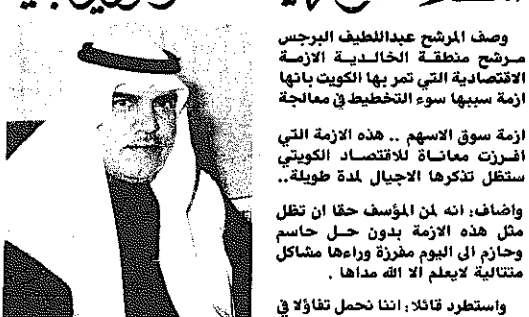 وصف المرشح عبداللطيف البرجس
مرشح منطقة الخالدية الازمة
الاقتصادية التي تمر بها الكويت بانها
ازمة سببها سوء التخطيط في معالجة
ازمة سوق الاسهم .. هذه الازمة التي
افرزت معاناة للاقتصاد الكويتي
ستظل تذكرها الاجيال لمدة طويلة..
واضاف: انه لمن المؤسف حقا ان تظل
مثل هذه الازمة بدون حل حاسم
وحازم الى اليوم مفرزة وراءها مشاكل
متتالية لايعلم الا الله مداها .
واستطرد قائلا: اننا نحمل تفاؤلا في